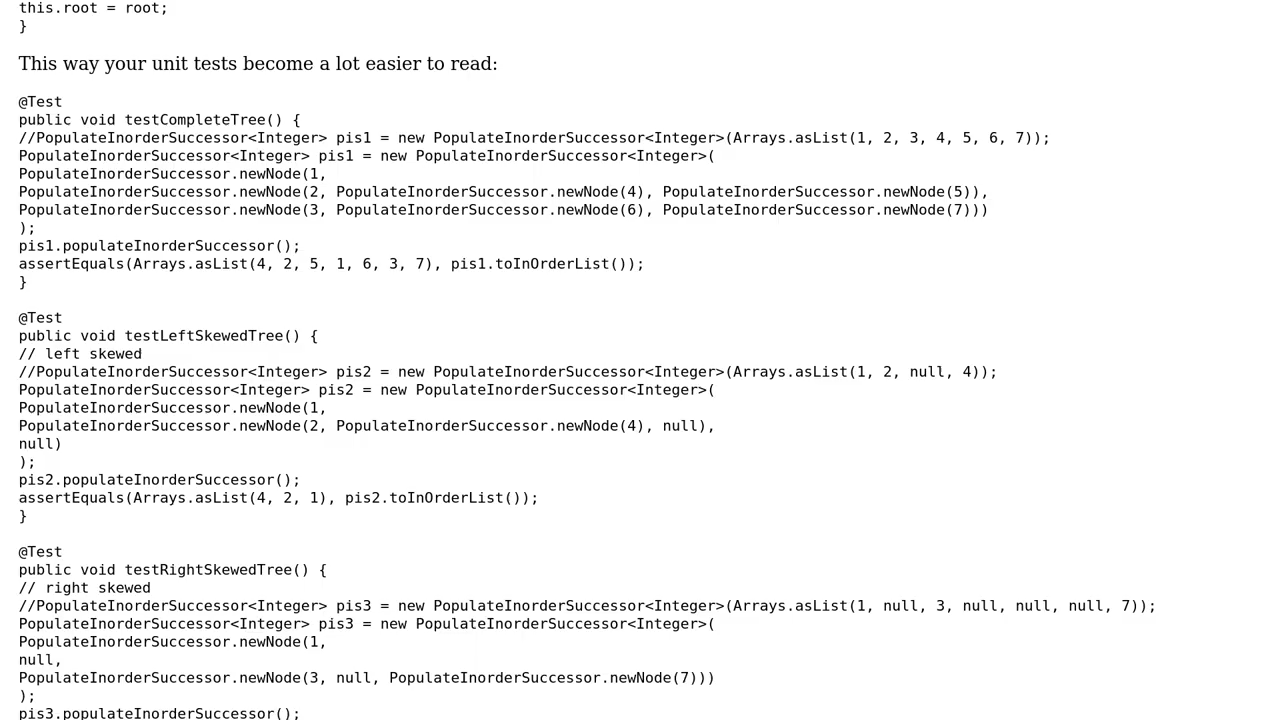 this.root = root;
}
This way your unit tests become a lot easier to read:
@Test
public void testCompleteTree() {
//PopulateInorderSuccessor<Integer> pis1 = new PopulateInorderSuccessor<Integer>(Arrays.asList(1, 2, 3, 4, 5, 6, 7));
PopulateInorderSuccessor<Integer> pis1 = new PopulateInorderSuccessor<Integer>(
PopulateInorderSuccessor.newNode(1,
PopulateInorderSuccessor.newNode(2, PopulateInorderSuccessor.newNode(4), PopulateInorderSuccessor.newNode(5)),
PopulateInorderSuccessor.newNode(3, PopulateInorderSuccessor.newNode(6), PopulateInorderSuccessor.newNode(7)))
);
pis1.populateInorderSuccessor();
assertEquals(Arrays.asList(4, 2, 5, 1, 6, 3, 7), pis1.toInOrderList());
}
@Test
public void testLeftSkewedTree() {
// left skewed
//PopulateInorderSuccessor<Integer> pis2 = new PopulateInorderSuccessor<Integer>(Arrays.asList(1, 2, null, 4));
PopulateInorderSuccessor<Integer> pis2 = new PopulateInorderSuccessor<Integer>(
PopulateInorderSuccessor.newNode(1,
PopulateInorderSuccessor.newNode(2, PopulateInorderSuccessor.newNode(4), null),
null)
);
pis2.populateInorderSuccessor();
assertEquals(Arrays.asList(4, 2, 1), pis2.toInOrderList());
}
@Test
public void testRightSkewedTree() {
// right skewed
//PopulateInorderSuccessor<Integer> pis3 = new PopulateInorderSuccessor<Integer>(Arrays.asList(1, null, 3, null, null, null, 7));
PopulateInorderSuccessor<Integer> pis3 = new PopulateInorderSuccessor<Integer>(
PopulateInorderSuccessor.newNode(1,
null,
PopulateInorderSuccessor.newNode(3, null, PopulateInorderSuccessor.newNode(7)))
);
pis3.populateInorderSuccessor();